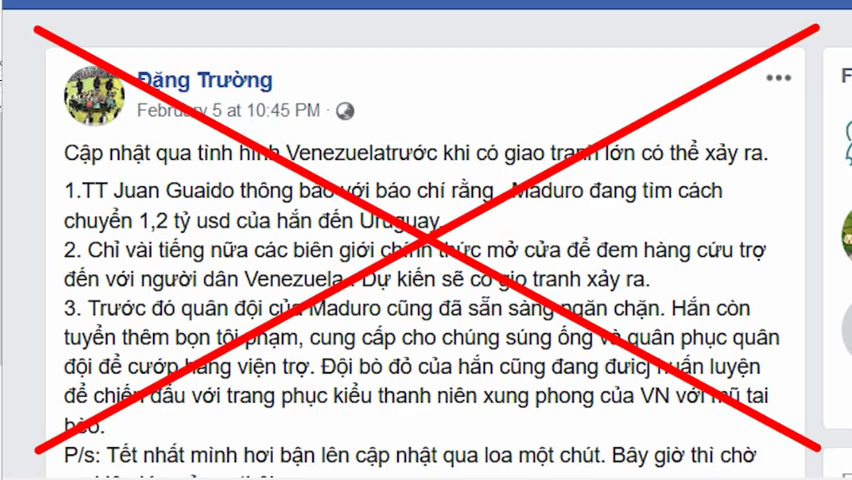 Đặng Trường
February 5 at 10:45 PM ·
Cập nhật qua tình hình Venezuelatrước khi có giao tranh lớn có thể xảy ra.
1.TT Juan Guaido thông báo với báo chí rằng , Maduro đang tìm cách
chuyển 1,2 tỷ usd của hắn đến Uruguay.
2. Chỉ vài tiếng nữa các biên giới chính thức mở cửa để đem hàng cứu trợ
đến với người dân Venezuela . Dự kiến sẽ có gio tranh xảy ra.
3. Trước đó quân đội của Maduro cũng đã sẵn sàng ngăn chặn. Hắn còn
tuyển thêm bọn tội phạm, cung cấp cho chúng súng ống và quân phục quân
đội để cướp hàng viện trợ. Đội bò đỏ của hắn cũng đang đưicj huấn luyện
để chiến đấu với trang phục kiểu thanh niên xung phong của VN với mũ tai
bèo.
P/s: Tết nhất mình hơi bận lên cập nhật qua loa một chút. Bây giờ thì chờ
F